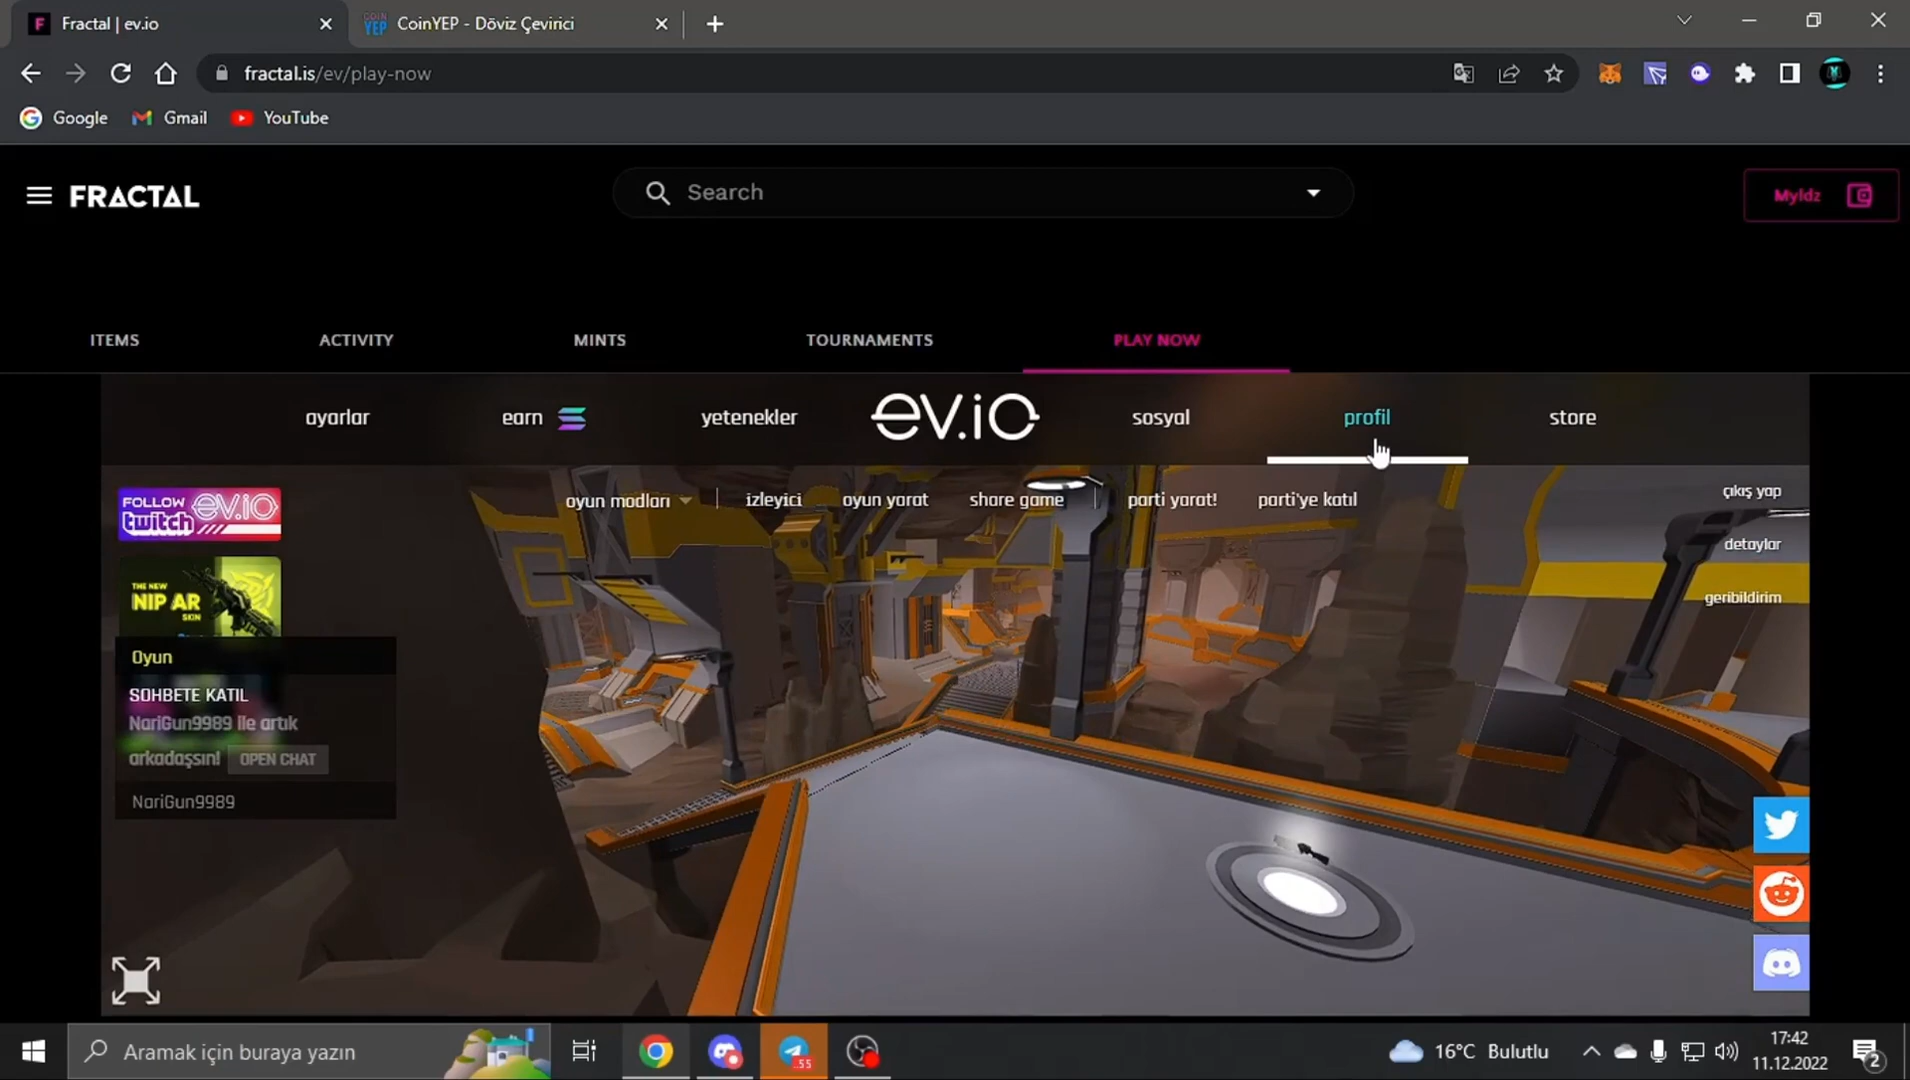 Fractal | ev.io
COIN YEP
CoinYEP - Döviz Çevirici
fractal.is/ev/play-now
Google
Gmail
YouTube
FRACTAL
Search
Myldz
ITEMS
ACTIVITY
MINTS
TOURNAMENTS
PLAY NOW
ayarlar
earn
yetenekler
ev.io
sosyal
profil
store
oyun modları
izleyici
oyun yarat
share game
parti yarat!
parti'ye katıl
çıkış yap
detaylar
geribildirim
FOLLOW
twitch
ev.io
THE NEW
NIP AR
SKIN
Oyun
SOHBETE KATIL
NariGun9989 ile artık
arkadaşsın!
OPEN CHAT
NariGun9989
Aramak için buraya yazın
55
16°C Bulutlu
17:42
11.12.2022
2